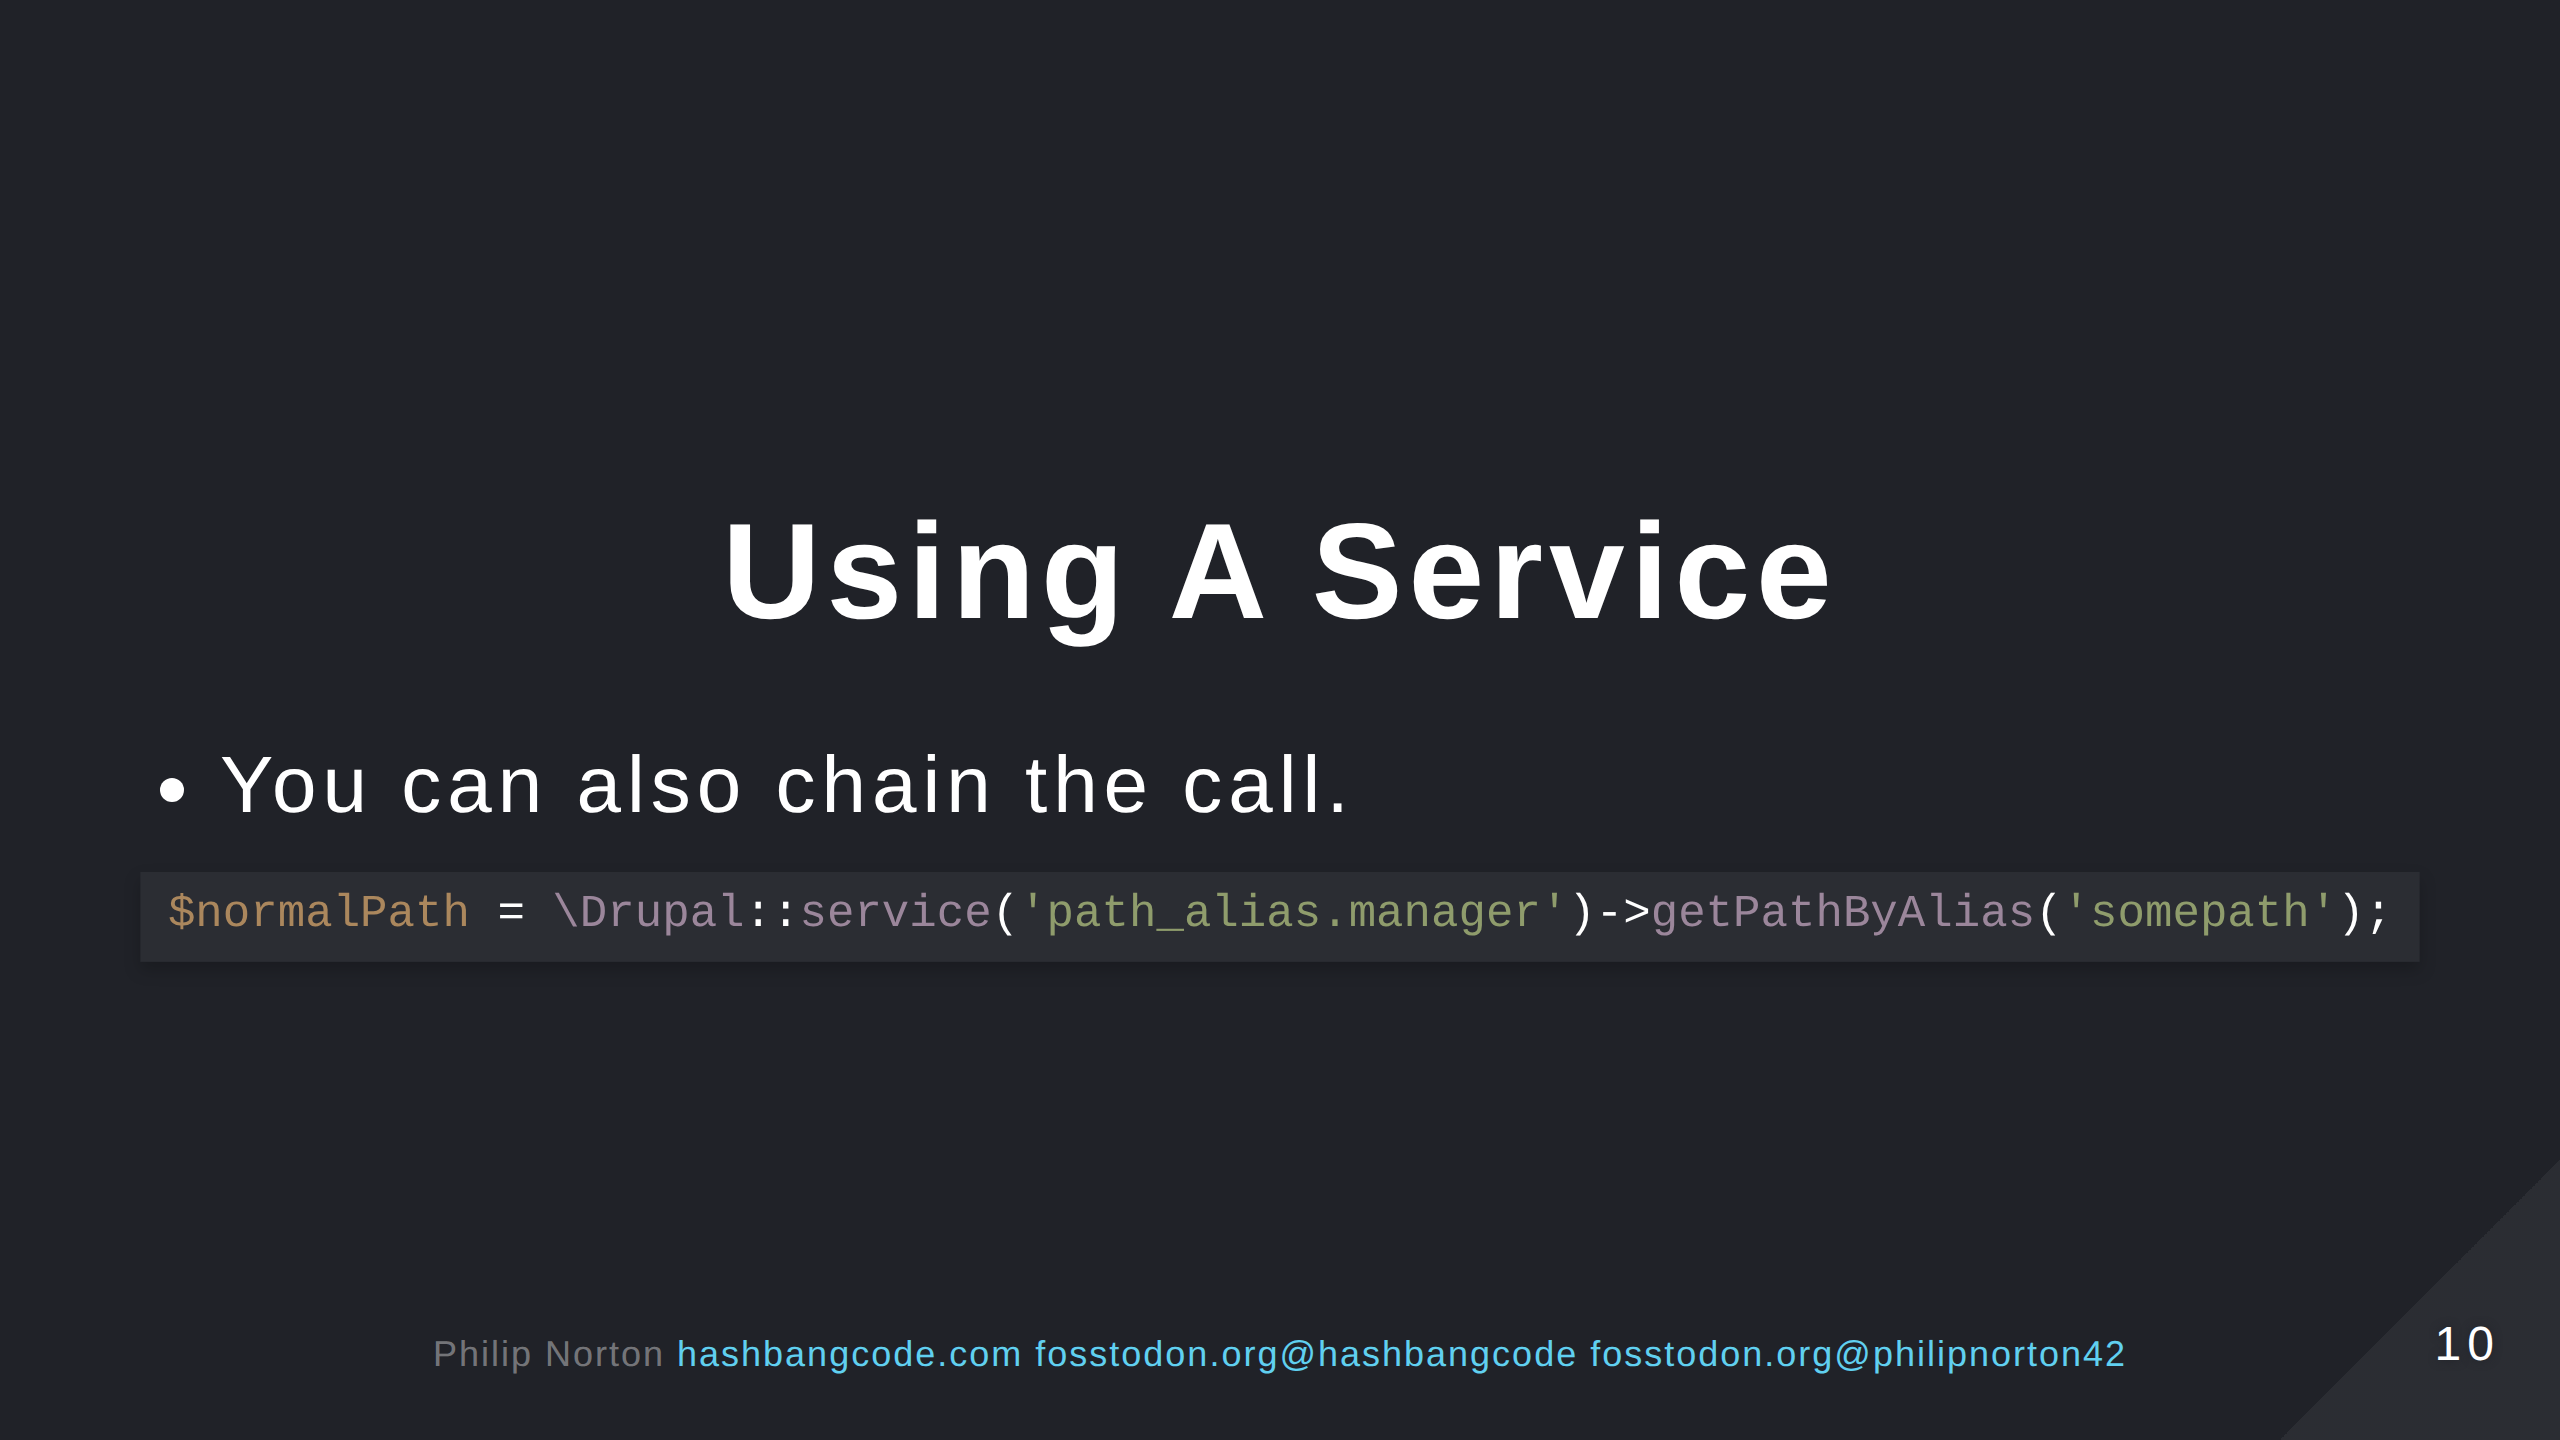 Using A Service
• You can also chain the call.
$normalPath = \Drupal::service('path_alias.manager')->getPathByAlias('somepath');
Philip Norton hashbangcode.com fosstodon.org@hashbangcode fosstodon.org@philipnorton42
10